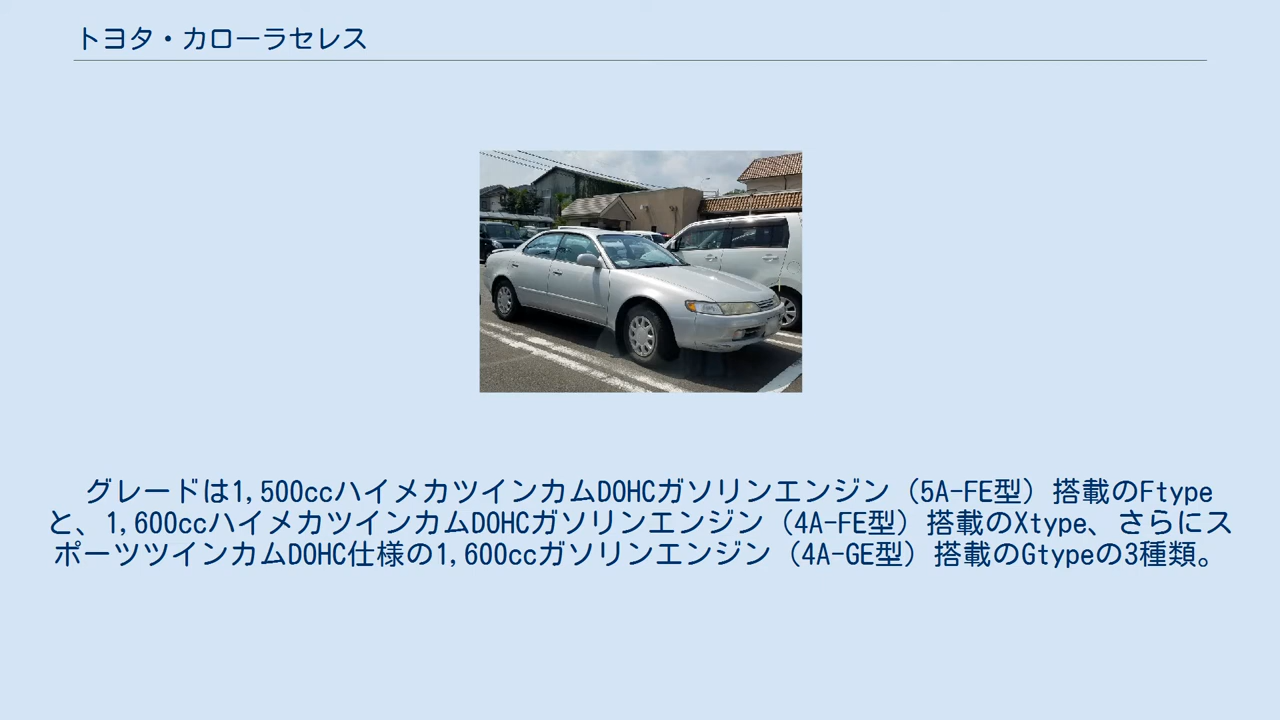 トヨタ・カローラセレス
グレードは1,500ccハイメカツインカムDOHCガソリンエンジン（5A-FE型）搭載のFtype
と、1,600ccハイメカツインカムDOHCガソリンエンジン（4A-FE型）搭載のXtype、さらにス
ポーツツインカムDOHC仕様の1,600ccガソリンエンジン（4A-GE型）搭載のGtypeの3種類。